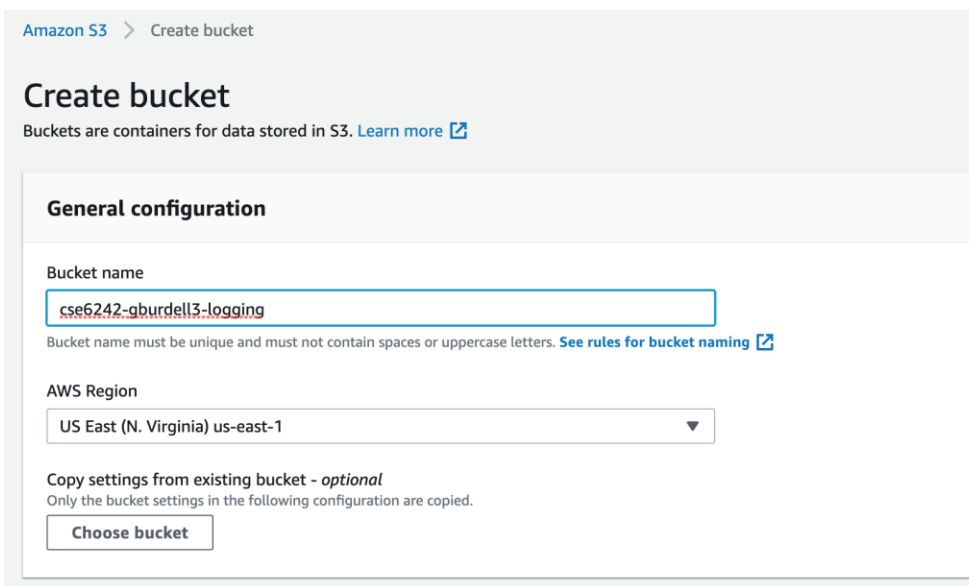 Amazon S3 > Create bucket
Create bucket
Buckets are containers for data stored in S3. Learn more
General configuration
Bucket name
cse6242-gburdell3-logging
Bucket name must be unique and must not contain spaces or uppercase letters. See rules for bucket naming
AWS Region
US East (N. Virginia) us-east-1
Copy settings from existing bucket - optional
Only the bucket settings in the following configuration are copied.
Choose bucket